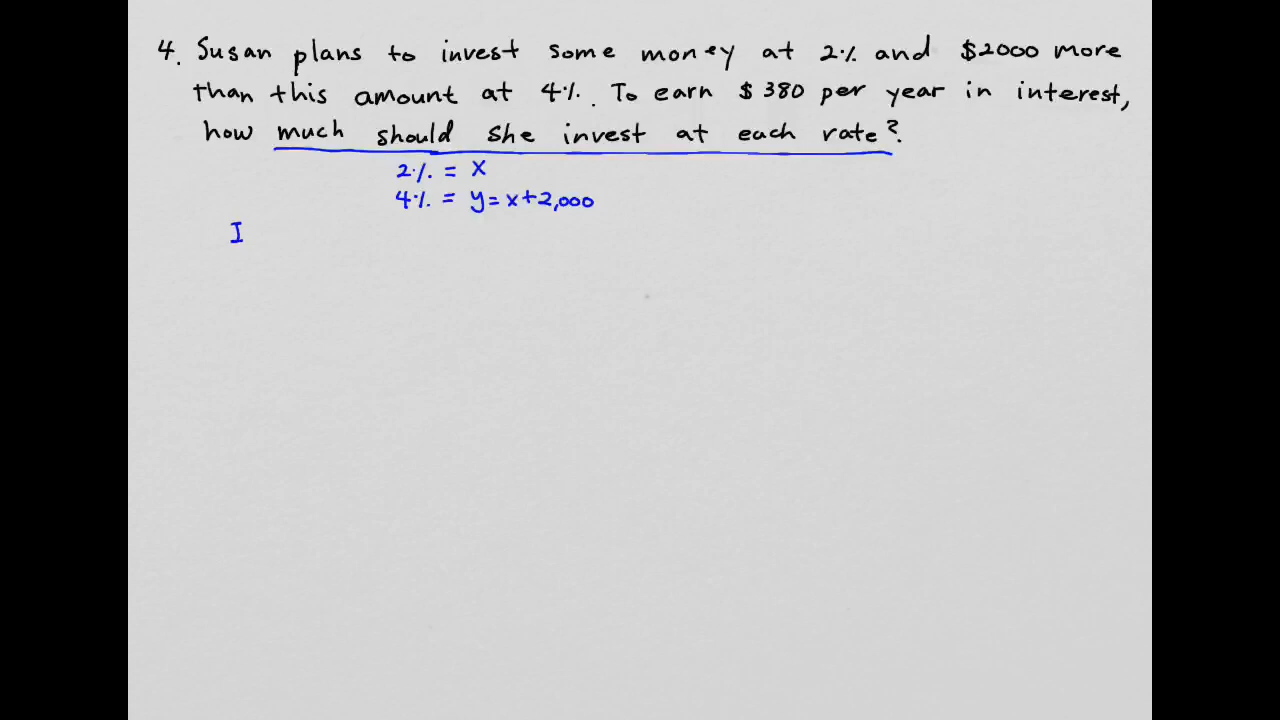 4. Susan plans to invest some money at 2% and $2000 more
than this amount at 4%. To earn $380 per year in interest,
how much should she invest at each rate?
2% = x
4% = y = x+2,000
I